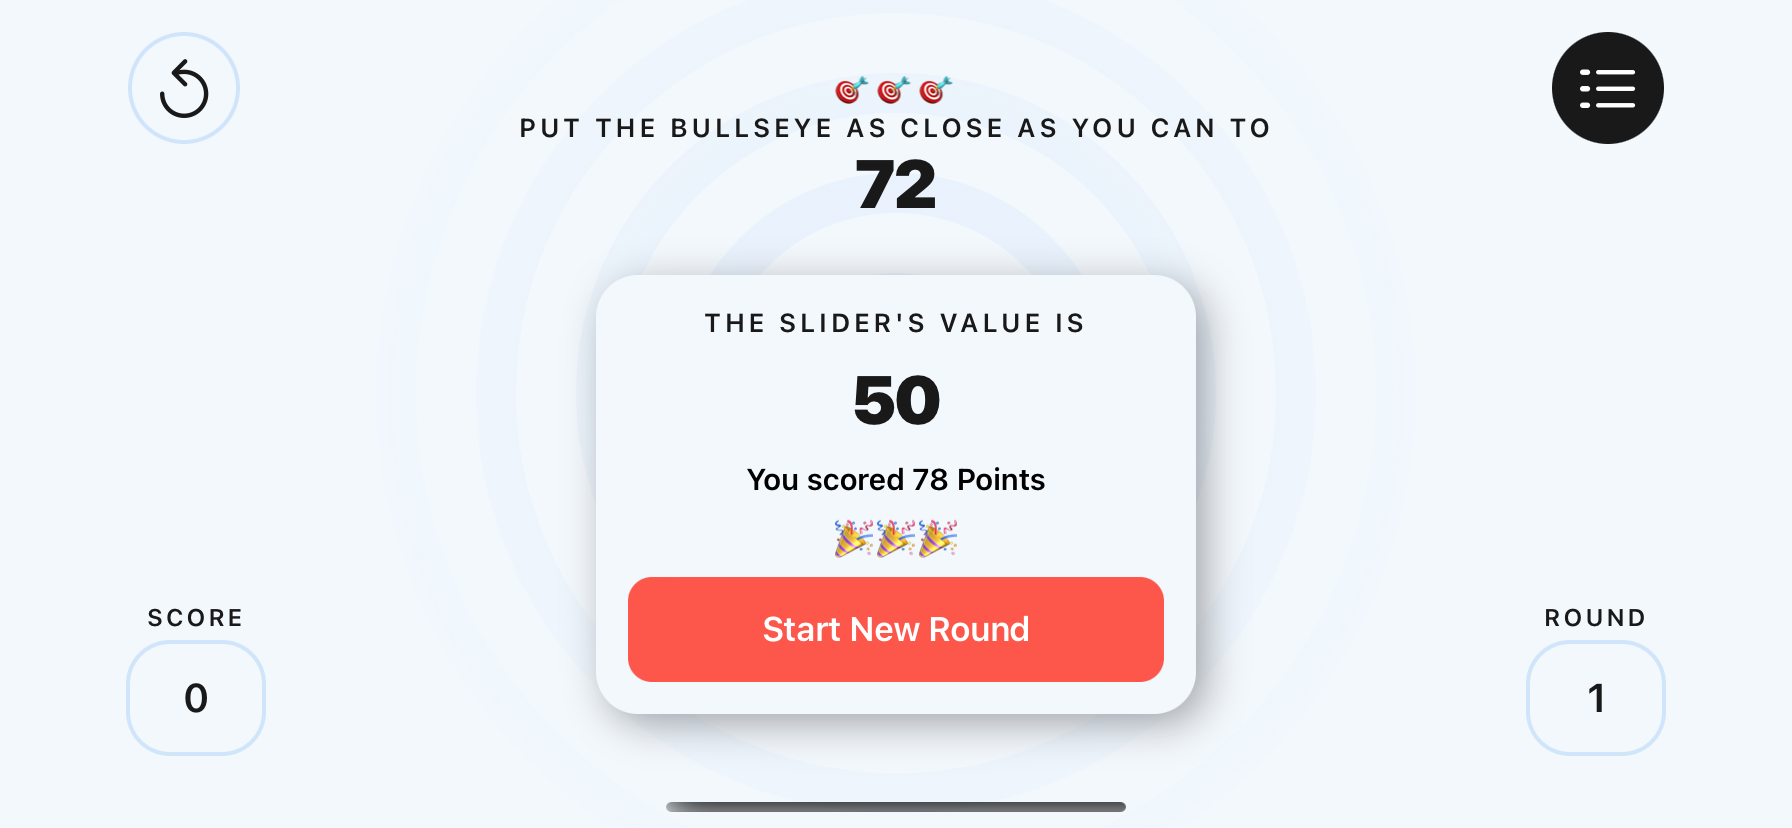 🎯🎯🎯
PUT THE BULLSEYE AS CLOSE AS YOU CAN TO
72
THE SLIDER'S VALUE IS
50
You scored 78 Points
🎉🎉🎉
Start New Round
SCORE
0
ROUND
1